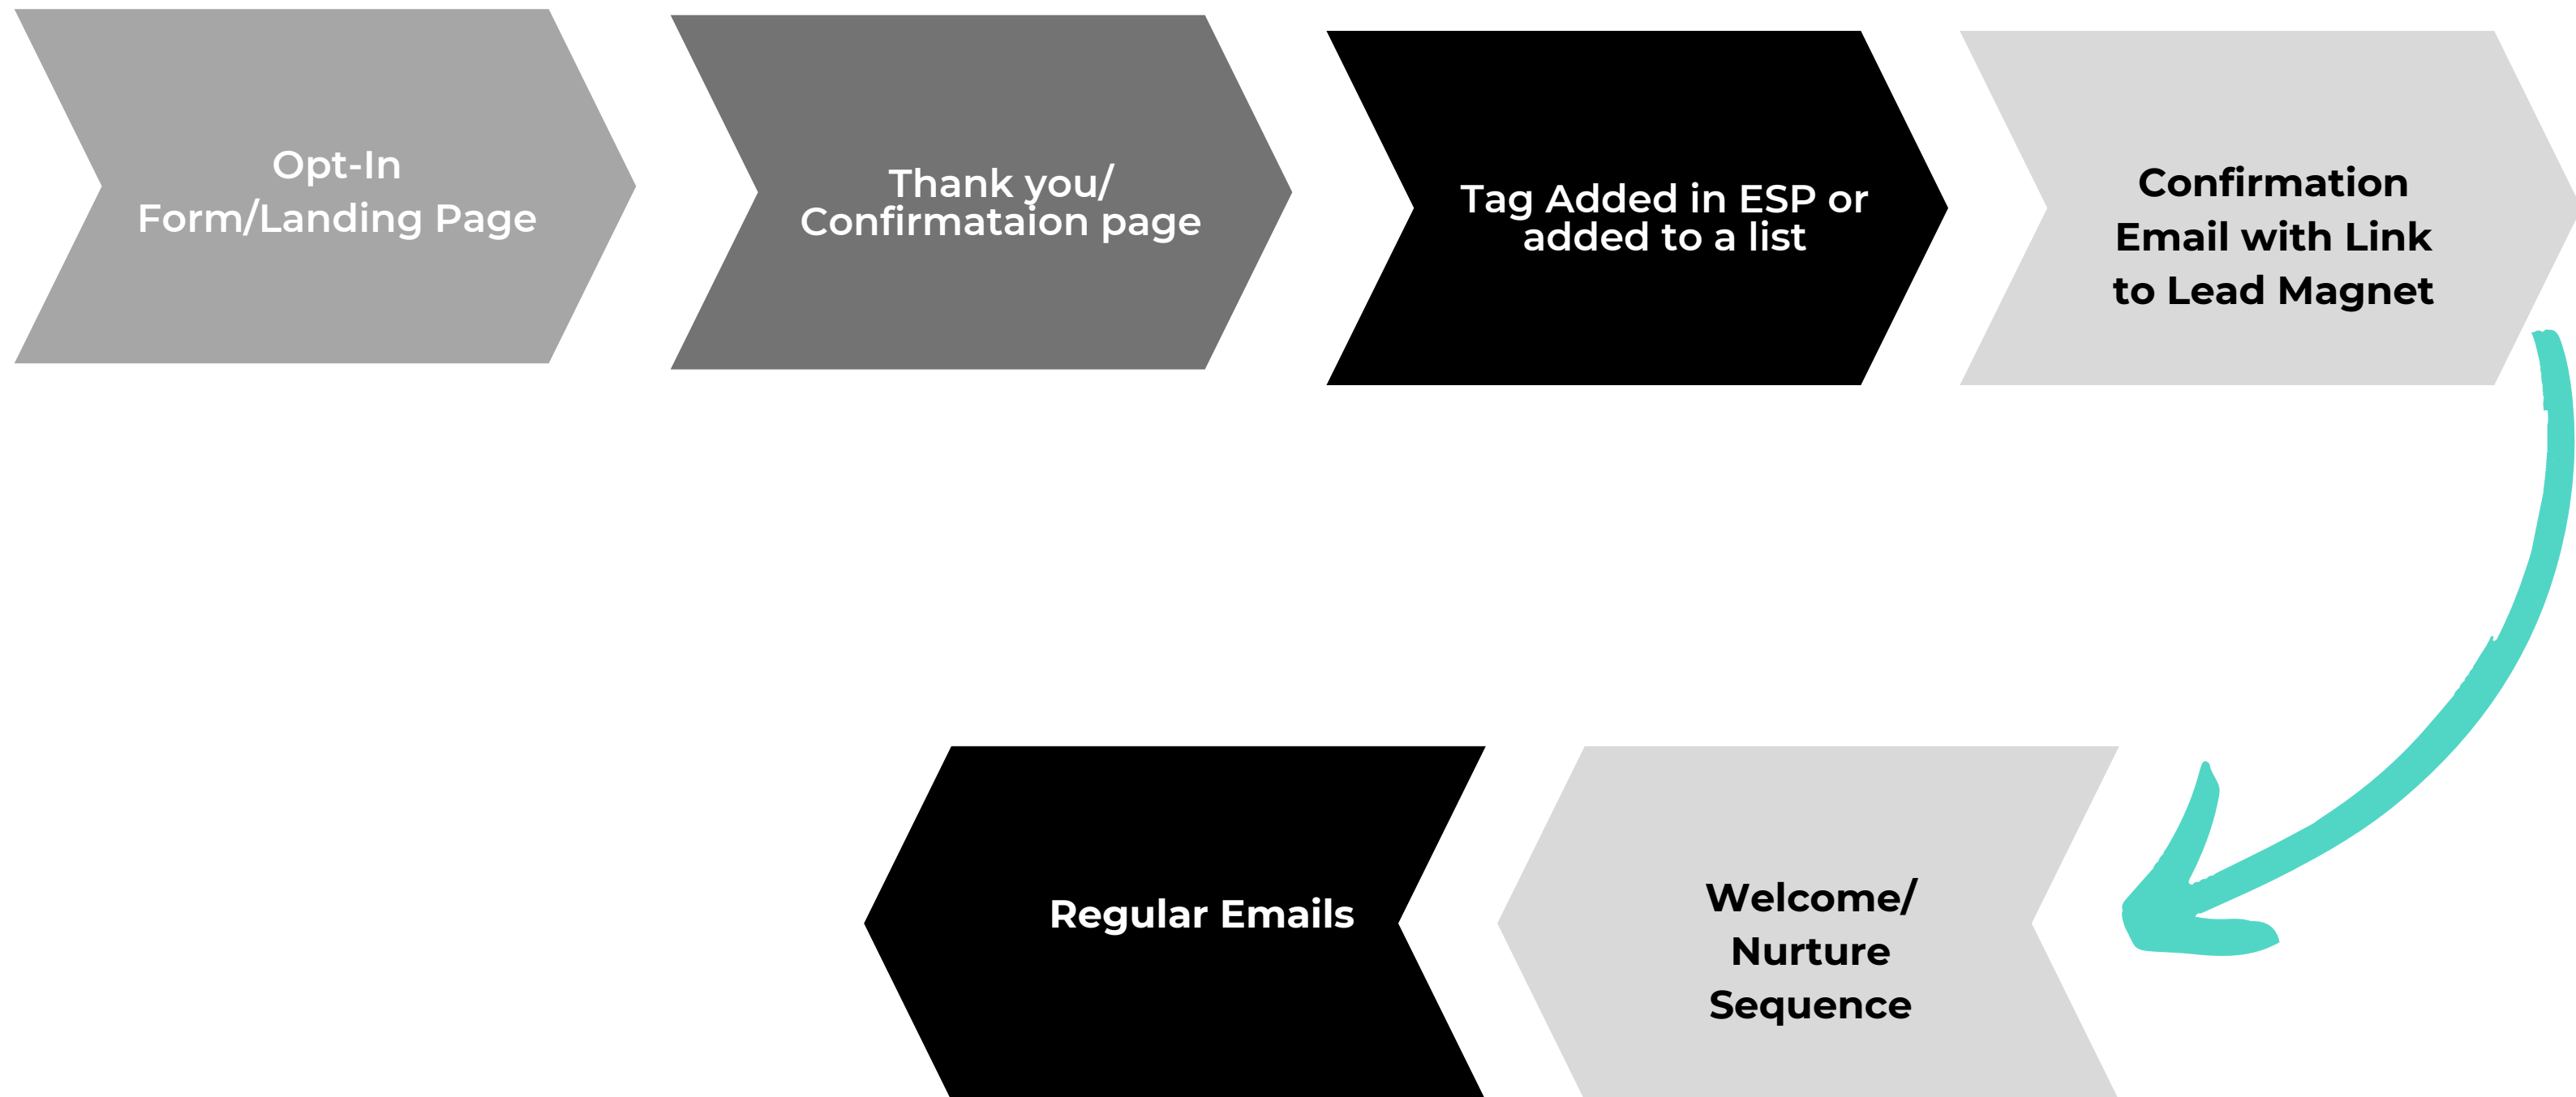 Opt-In
Form/Landing Page
Thank you/
Confirmataion page
Tag Added in ESP or
added to a list
Confirmation
Email with Link
to Lead Magnet
Welcome/
Nurture
Sequence
Regular Emails